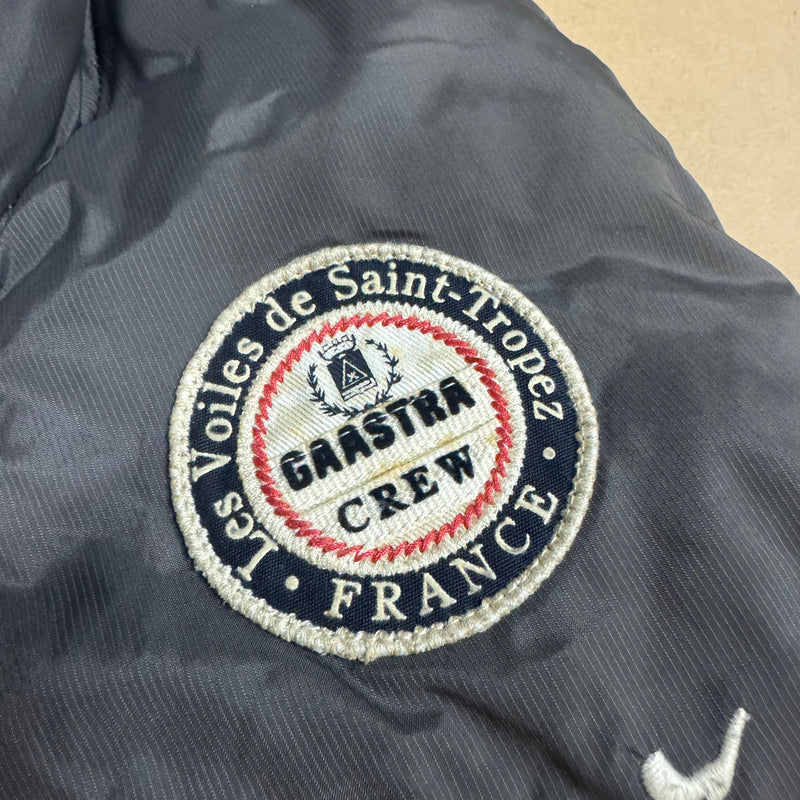 Les Voiles de Saint-Tropez
GAASTRA
CREW
• FRANCE •